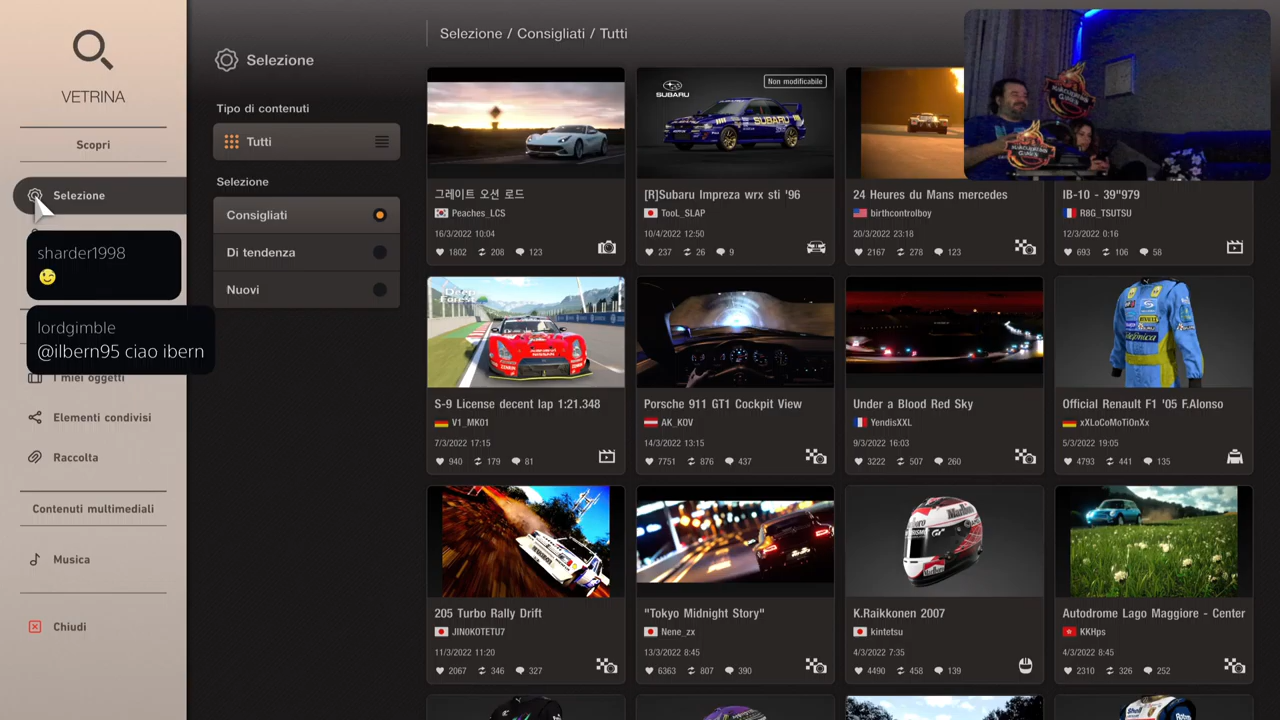 VETRINA
Scopri
Selezione
sharder1998
😉
lordgimble
@ilbern95 ciao ibern
I miei oggetti
Elementi condivisi
Raccolta
Contenuti multimediali
Musica
Chiudi
Selezione
Tipo di contenuti
Tutti
Selezione
Consigliati
Di tendenza
Nuovi
Selezione / Consigliati / Tutti
그레이트 오션 로드
Peaches_LCS
16/3/2022 10:04
1802 208 123
SUBARU
Non modificabile
SUBARU
[R]Subaru Impreza wrx sti '96
TooL_SLAP
10/4/2022 12:50
237 26 9
24 Heures du Mans mercedes
birthcontrolboy
20/3/2022 23:18
2167 278 123
IB-10 - 39"979
R8G_TSUTSU
12/3/2022 0:16
693 106 58
Deep
Forest
S-9 License decent lap 1:21.348
V1_MK01
7/3/2022 17:15
940 179 81
Porsche 911 GT1 Cockpit View
AK_KOV
14/3/2022 13:15
7751 876 437
Under a Blood Red Sky
YendisXXL
9/3/2022 16:03
3222 507 260
Official Renault F1 '05 F.Alonso
xXLoCoMoTiOnXx
5/3/2022 19:05
4793 441 135
205 Turbo Rally Drift
JINOKOTETU7
11/3/2022 11:20
2067 346 327
"Tokyo Midnight Story"
Nene_zx
13/3/2022 8:45
6363 807 390
K.Raikkonen 2007
kintetsu
4/3/2022 7:35
4490 458 139
Autodrome Lago Maggiore - Center
KKHps
4/3/2022 8:45
2310 326 252